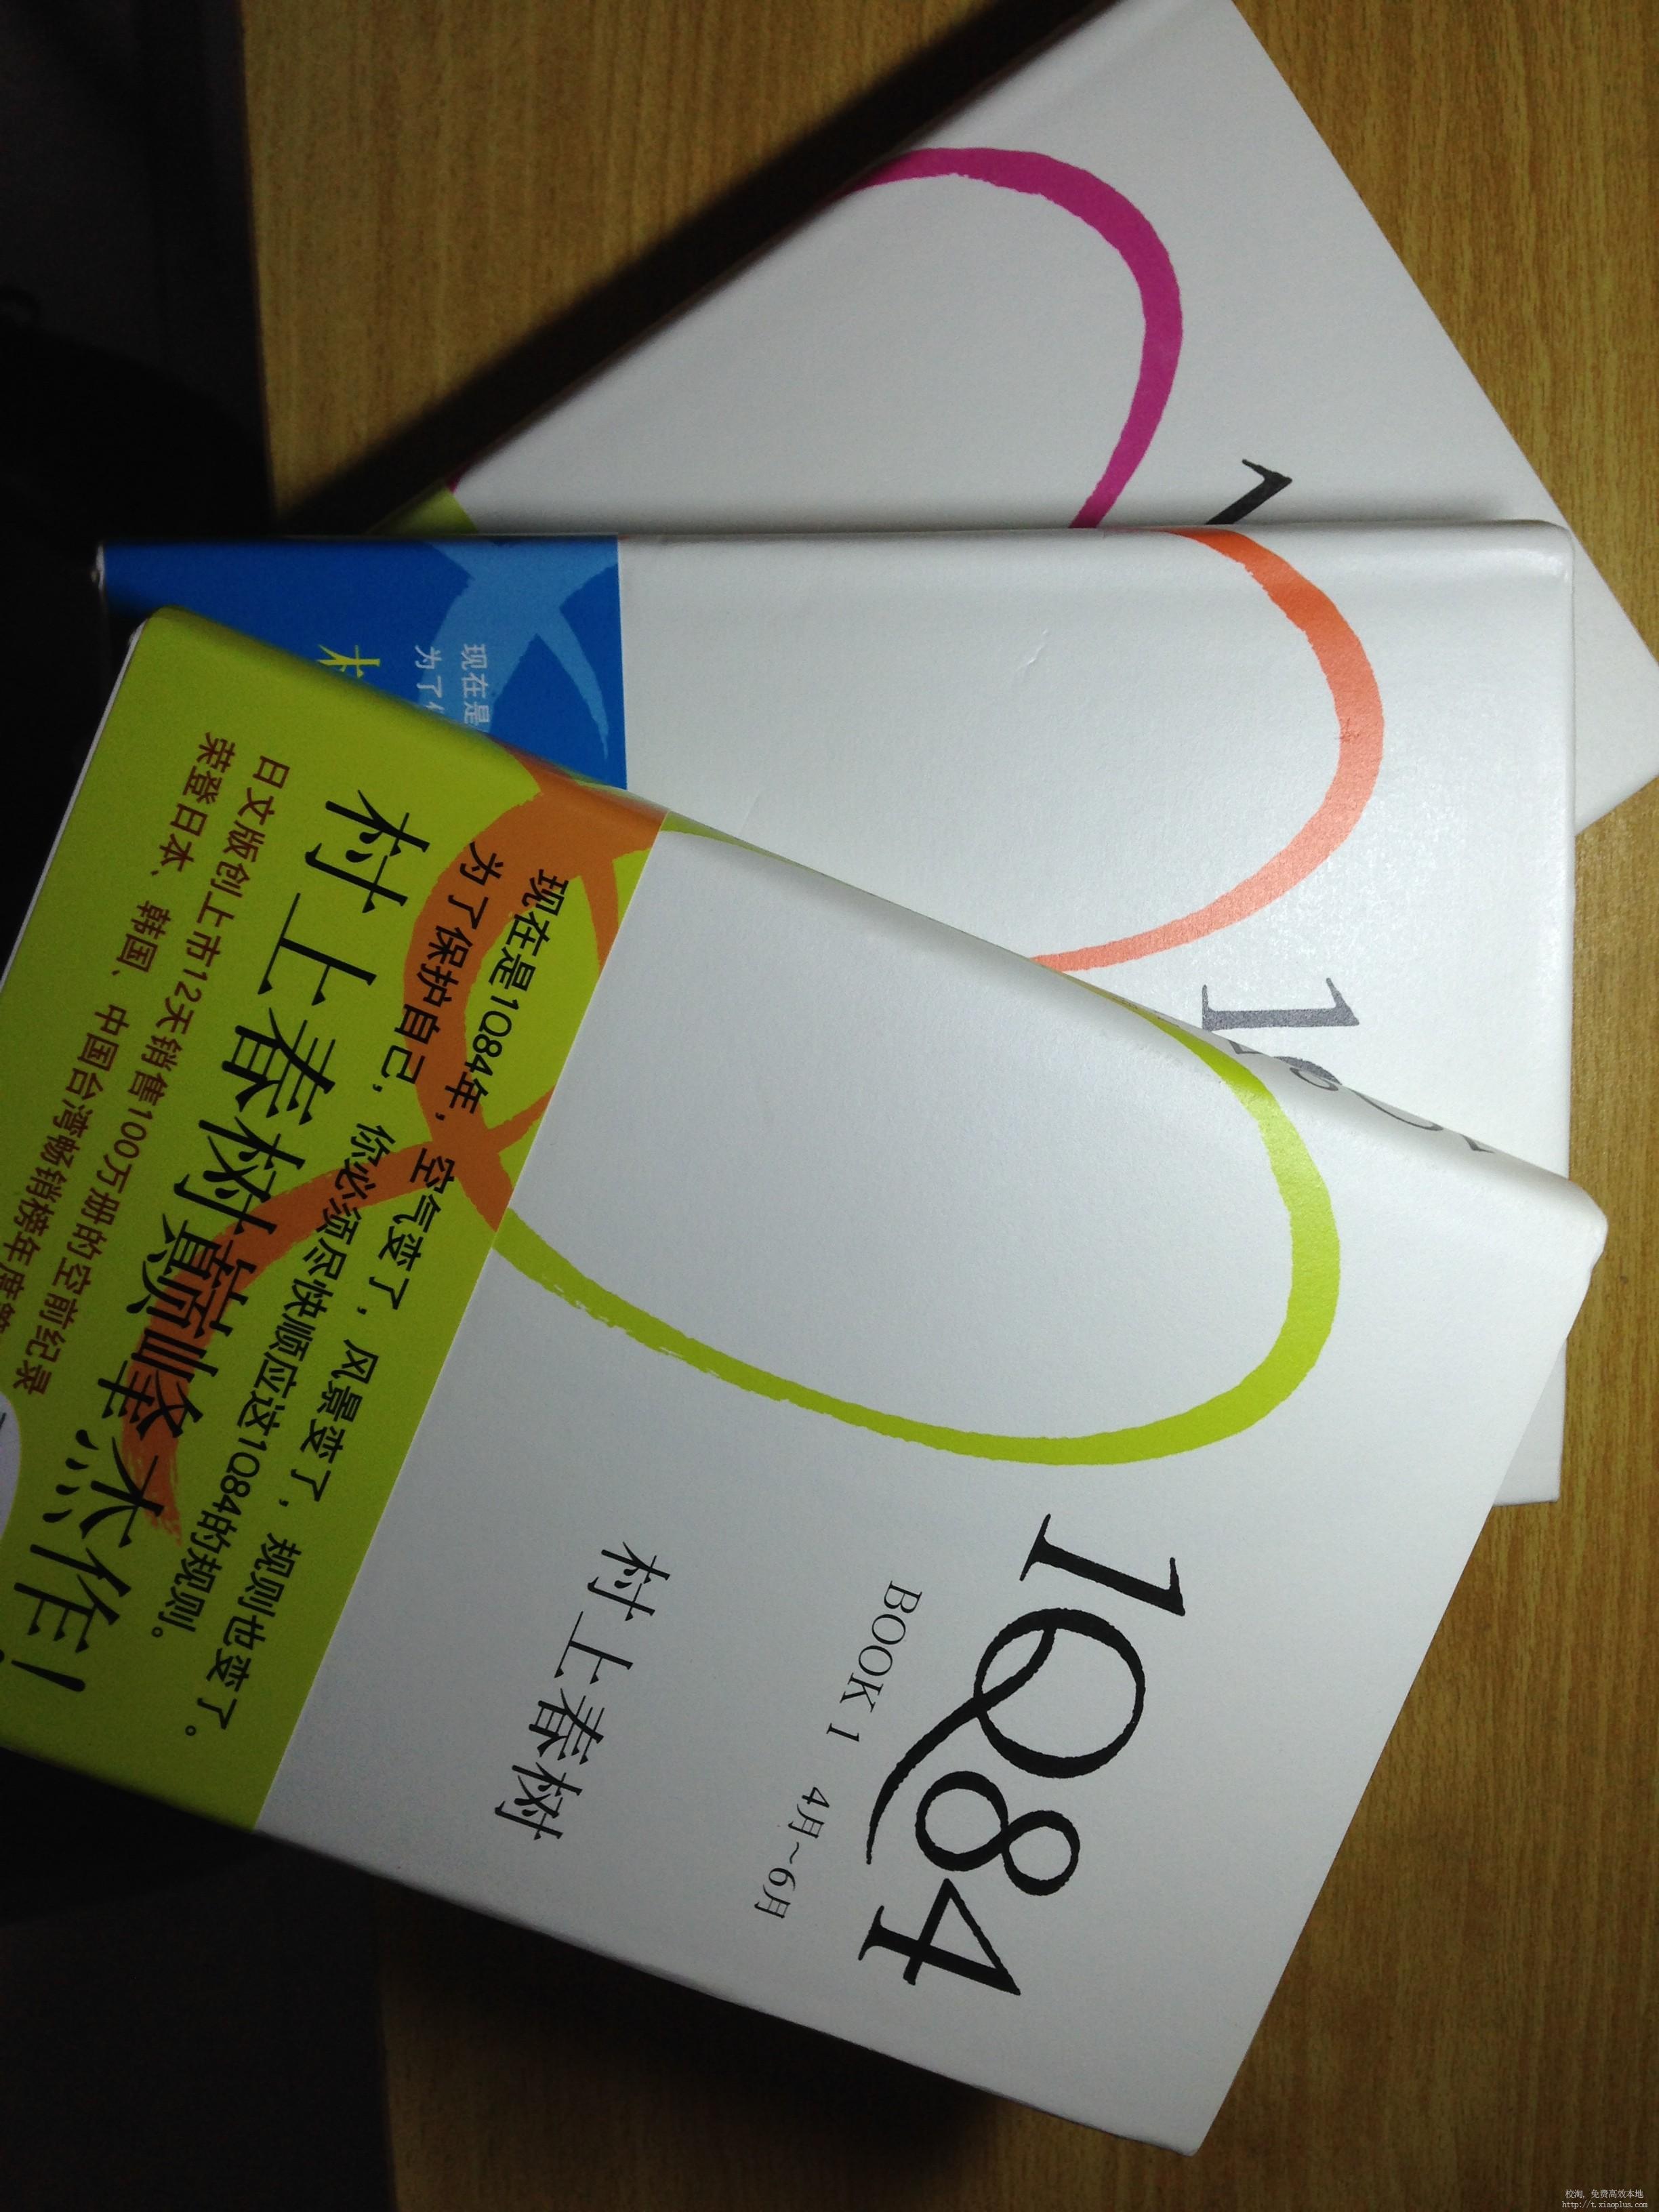 1Q84
BOOK 1 4月~6月
村上春树
现在是1Q84年，空气变了，风景变了，规则也变了。
为了保护自己，你必须尽快顺应这1Q84的规则。
村上春树巅峰杰作!
日文版创上市12天销售100万册的空前纪录
荣登日本、韩国、中国台湾畅销榜年度
现在是
为了
1
1
校淘，免费高效本地
http://t.xiaoplus.com